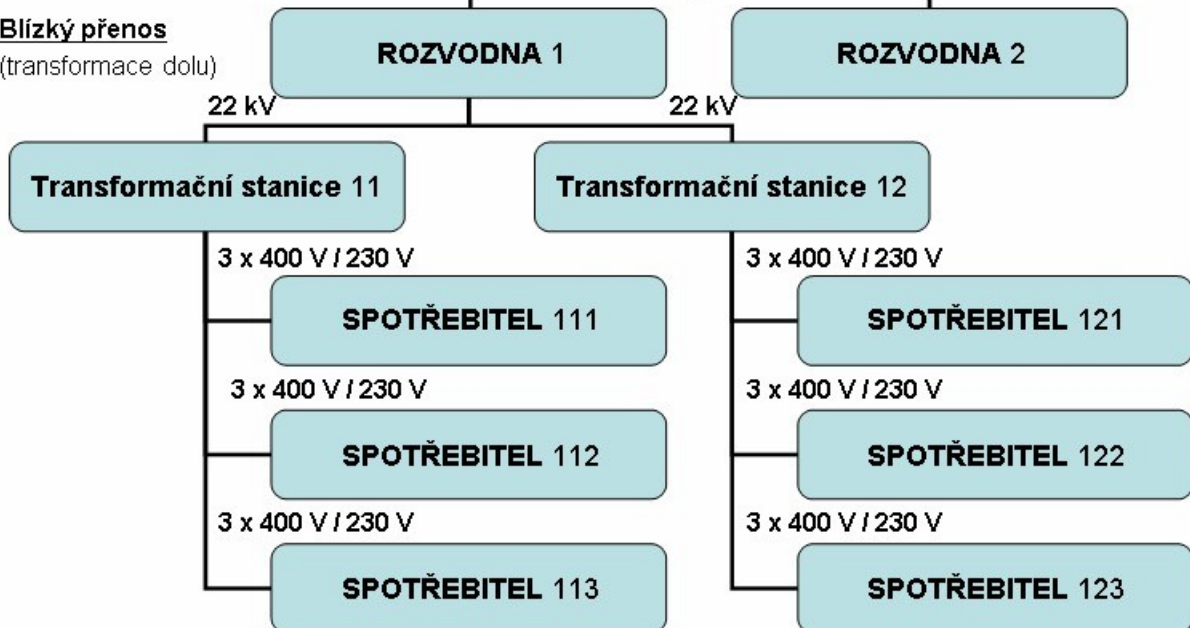 Blízký přenos
(transformace dolu)
ROZVODNA 1
ROZVODNA 2
22 kV
22 kV
Transformační stanice 11
Transformační stanice 12
3 x 400 V / 230 V
3 x 400 V / 230 V
SPOTŘEBITEL 111
SPOTŘEBITEL 121
3 x 400 V / 230 V
3 x 400 V / 230 V
SPOTŘEBITEL 112
SPOTŘEBITEL 122
3 x 400 V / 230 V
3 x 400 V / 230 V
SPOTŘEBITEL 113
SPOTŘEBITEL 123